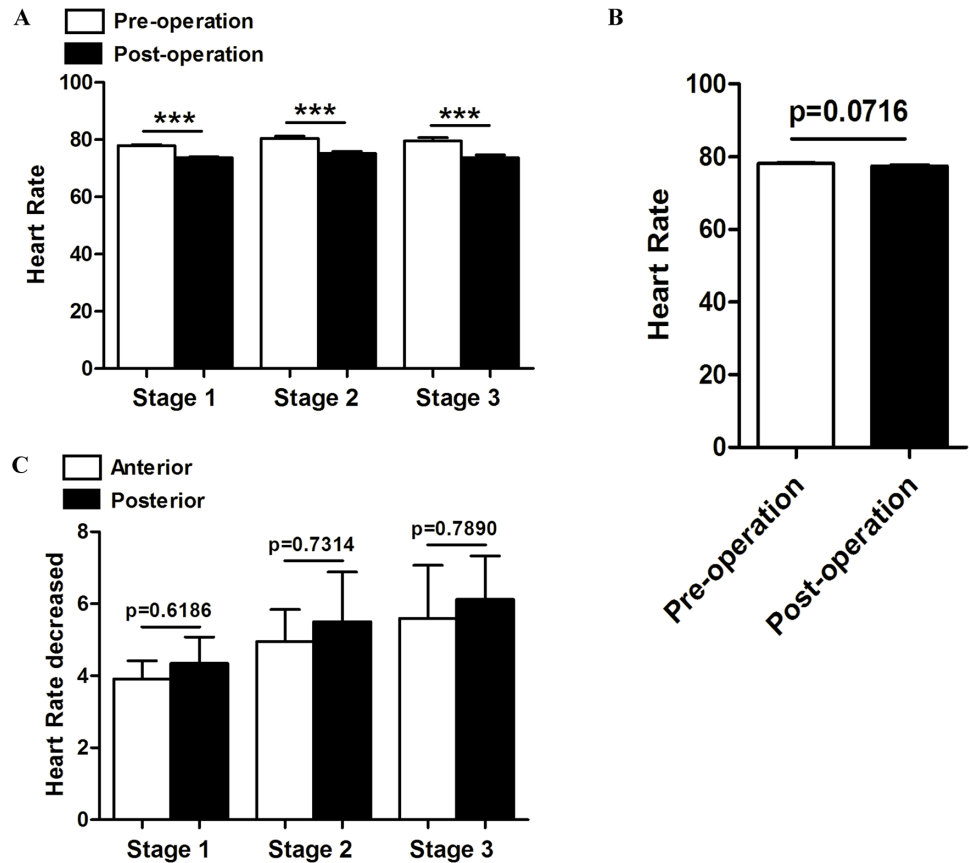 A
Pre-operation
Post-operation
Heart Rate
100
80
60
40
20
0
***
***
***
Stage 1 Stage 2 Stage 3
B
Heart Rate
100
80
60
40
20
0
p=0.0716
Pre-operation
Post-operation
C
Anterior
Posterior
Heart Rate decreased
8
6
4
2
0
p=0.6186
p=0.7314
p=0.7890
Stage 1 Stage 2 Stage 3